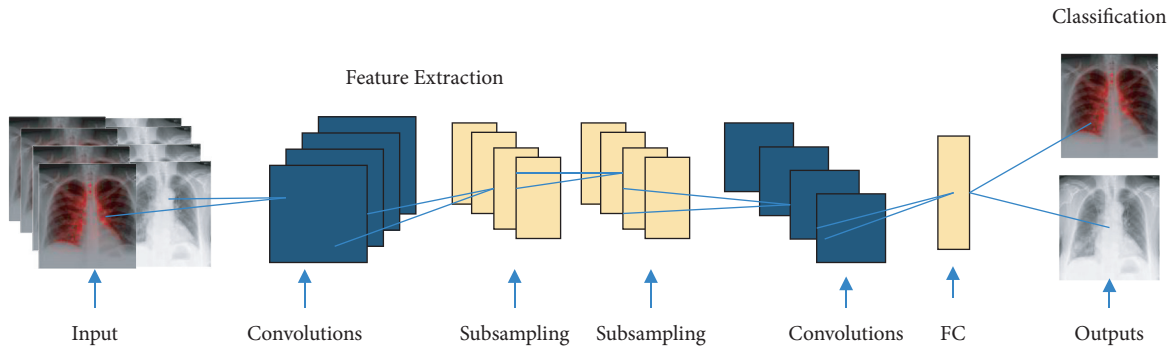 Classification
Feature Extraction
Input
Convolutions
Subsampling
Subsampling
Convolutions
FC
Outputs